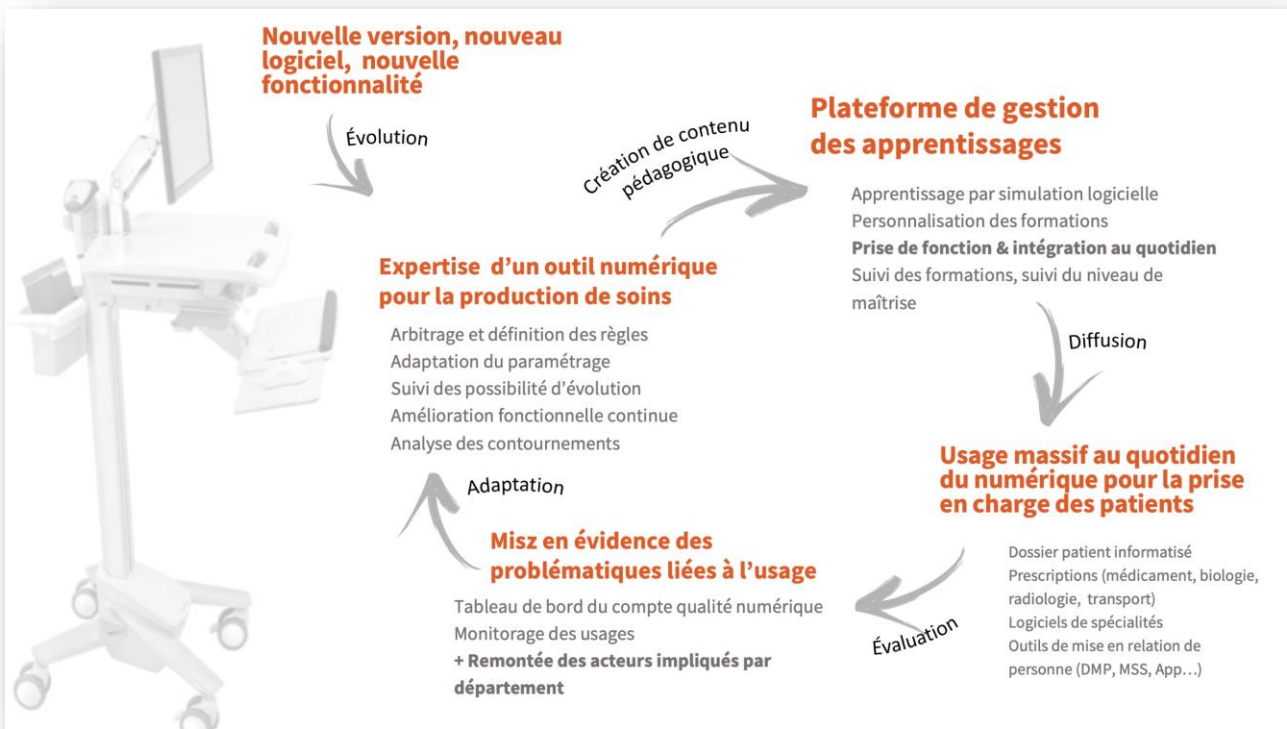 Nouvelle version, nouveau
logiciel, nouvelle
fonctionnalité
Évolution
Création de contenu
pédagogique
Plateforme de gestion
des apprentissages
Apprentissage par simulation logicielle
Personnalisation des formations
Prise de fonction & intégration au quotidien
Suivi des formations, suivi du niveau de
maîtrise
Diffusion
Expertise d’un outil numérique
pour la production de soins
Arbitrage et définition des règles
Adaptation du paramétrage
Suivi des possibilité d’évolution
Amélioration fonctionnelle continue
Analyse des contournements
Usage massif au quotidien
du numérique pour la prise
en charge des patients
Dossier patient informatisé
Prescriptions (médicament, biologie,
radiologie, transport)
Logiciels de spécialités
Outils de mise en relation de
personne (DMP, MSS, App…)
Évaluation
Misz en évidence des
problématiques liées à l’usage
Tableau de bord du compte qualité numérique
Monitorage des usages
+ Remontée des acteurs impliqués par
département
Adaptation